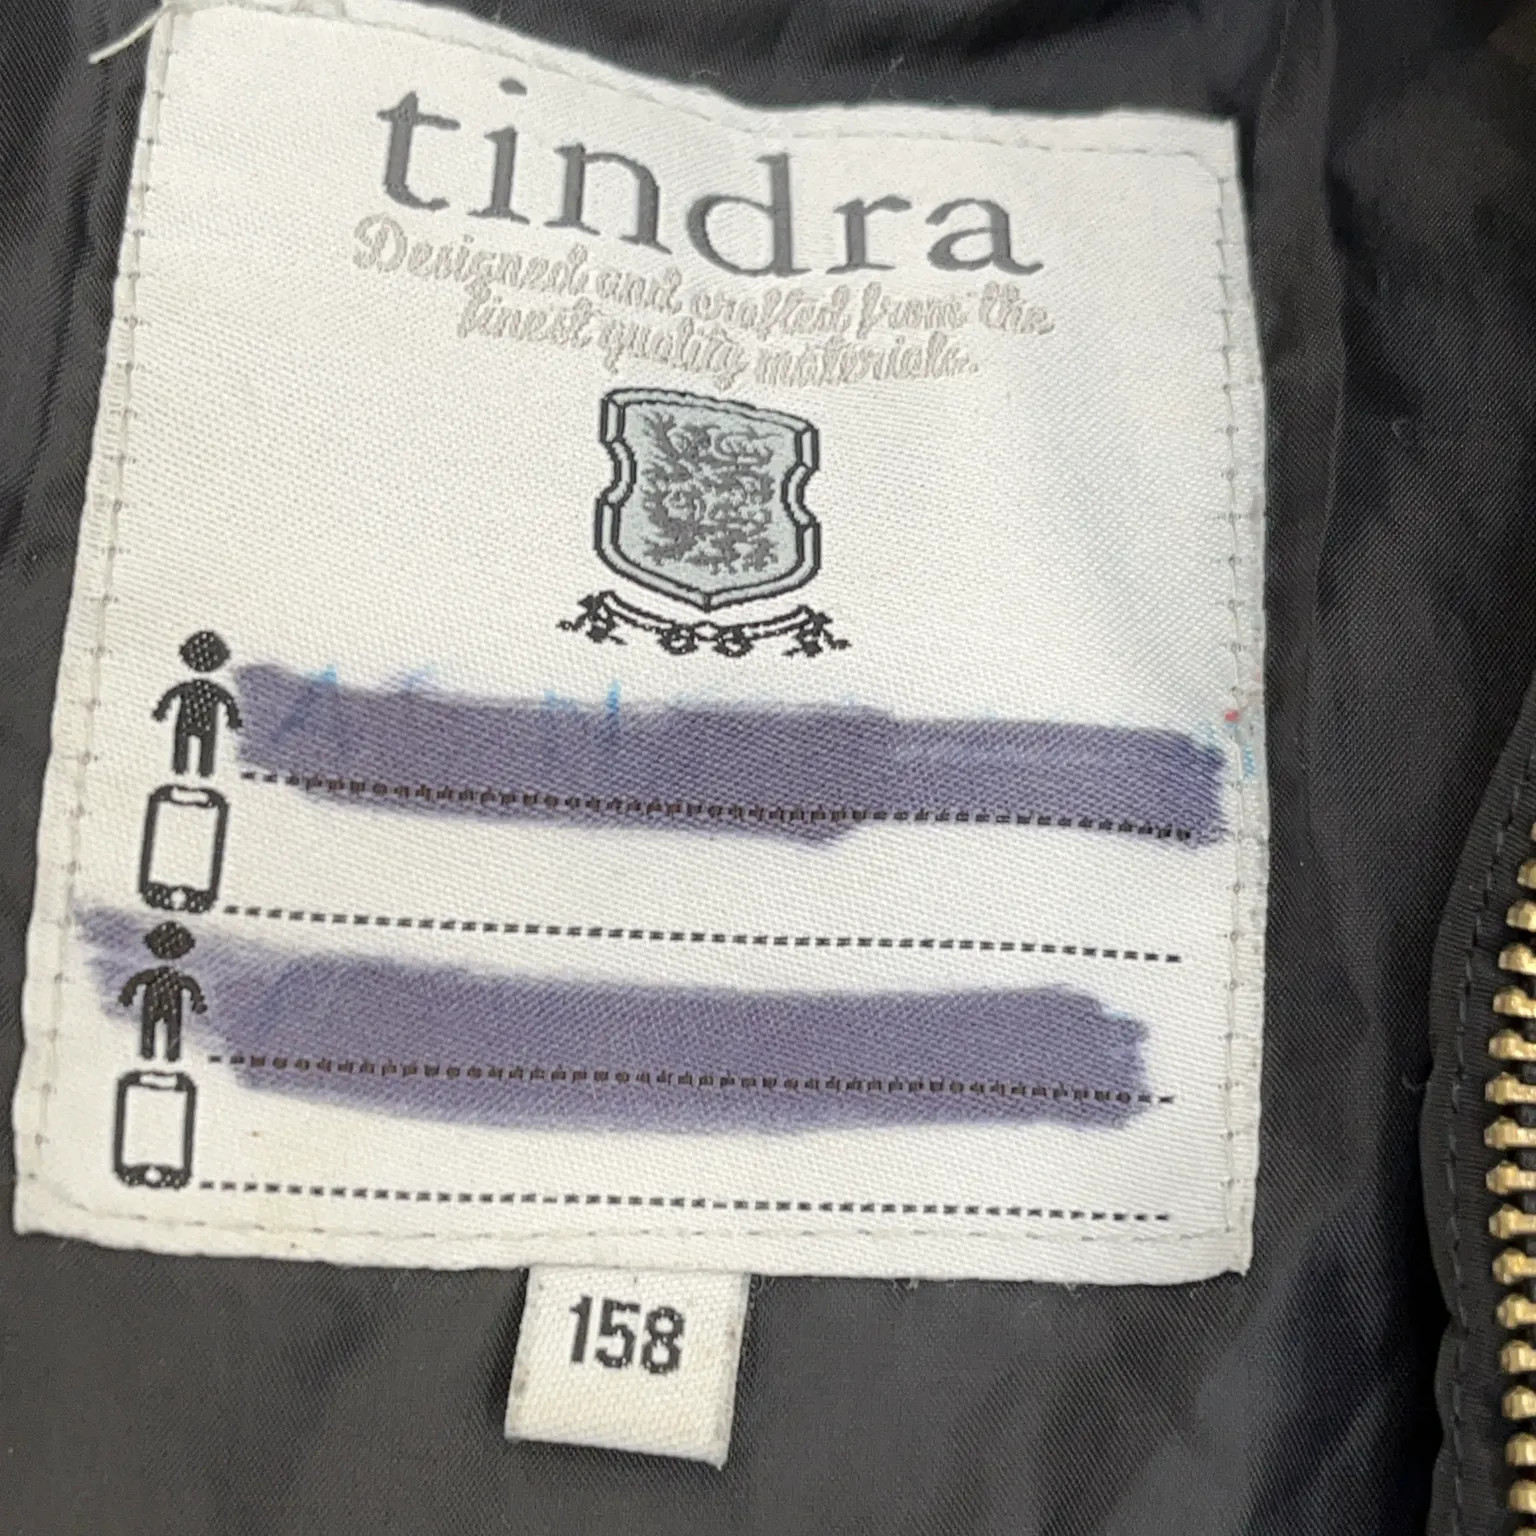 tindra
Designed and crafted from the
finest quality materials.
158